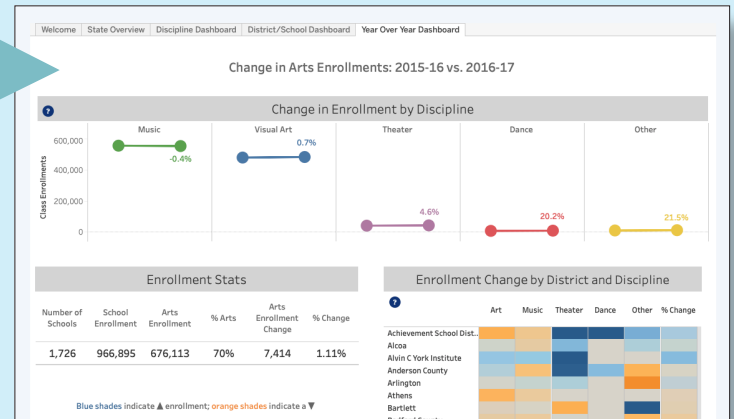 Welcome State Overview Discipline Dashboard District/School Dashboard Year Over Year Dashboard
Change in Arts Enrollments: 2015-16 vs. 2016-17
? Change in Enrollment by Discipline
Music Visual Art Theater Dance Other
Class Enrollments
600,000
400,000
200,000
0
-0.4%
0.7%
4.6%
20.2%
21.5%
Enrollment Stats
Number of Schools School Enrollment Arts Enrollment % Arts Arts Enrollment Change % Change
1,726 966,895 676,113 70% 7,414 1.11%
Blue shades indicate ▲ enrollment; orange shades indicate a ▼
Enrollment Change by District and Discipline
?
Art Music Theater Dance Other % Change
Achievement School Dist..
Alcoa
Alvin C York Institute
Anderson County
Arlington
Athens
Bartlett